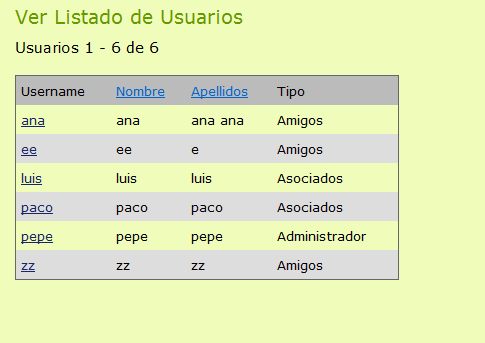 Ver Listado de Usuarios
Usuarios 1 - 6 de 6
Username Nombre Apellidos Tipo
ana ana ana ana Amigos
ee ee e Amigos
luis luis luis Asociados
paco paco paco Asociados
pepe pepe pepe Administrador
zz zz zz Amigos